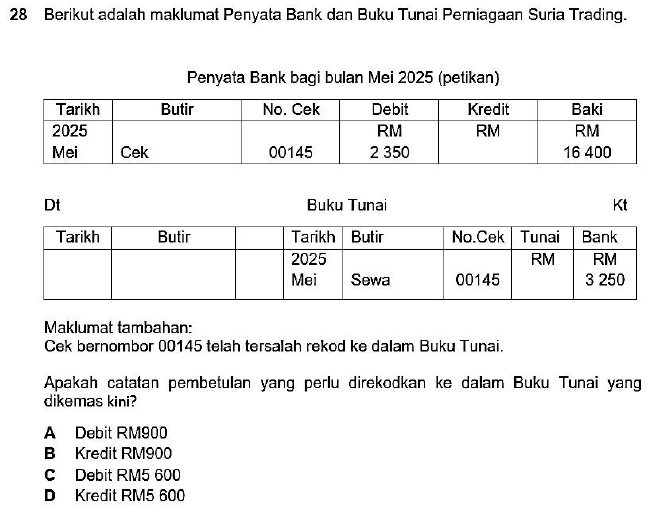 28 Berikut adalah maklumat Penyata Bank dan Buku Tunai Perniagaan Suria Trading.
Penyata Bank bagi bulan Mei 2025 (petikan)
Tarikh Butir No. Cek Debit Kredit Baki
2025 RM RM RM
Mei Cek 00145 2 350 16 400
Dt Buku Tunai Kt
Tarikh Butir Tarikh Butir No.Cek Tunai Bank
2025 RM RM
Mei Sewa 00145 3 250
Maklumat tambahan:
Cek bernombor 00145 telah tersalah rekod ke dalam Buku Tunai.
Apakah catatan pembetulan yang perlu direkodkan ke dalam Buku Tunai yang
dikemas kini?
A Debit RM900
B Kredit RM900
C Debit RM5 600
D Kredit RM5 600